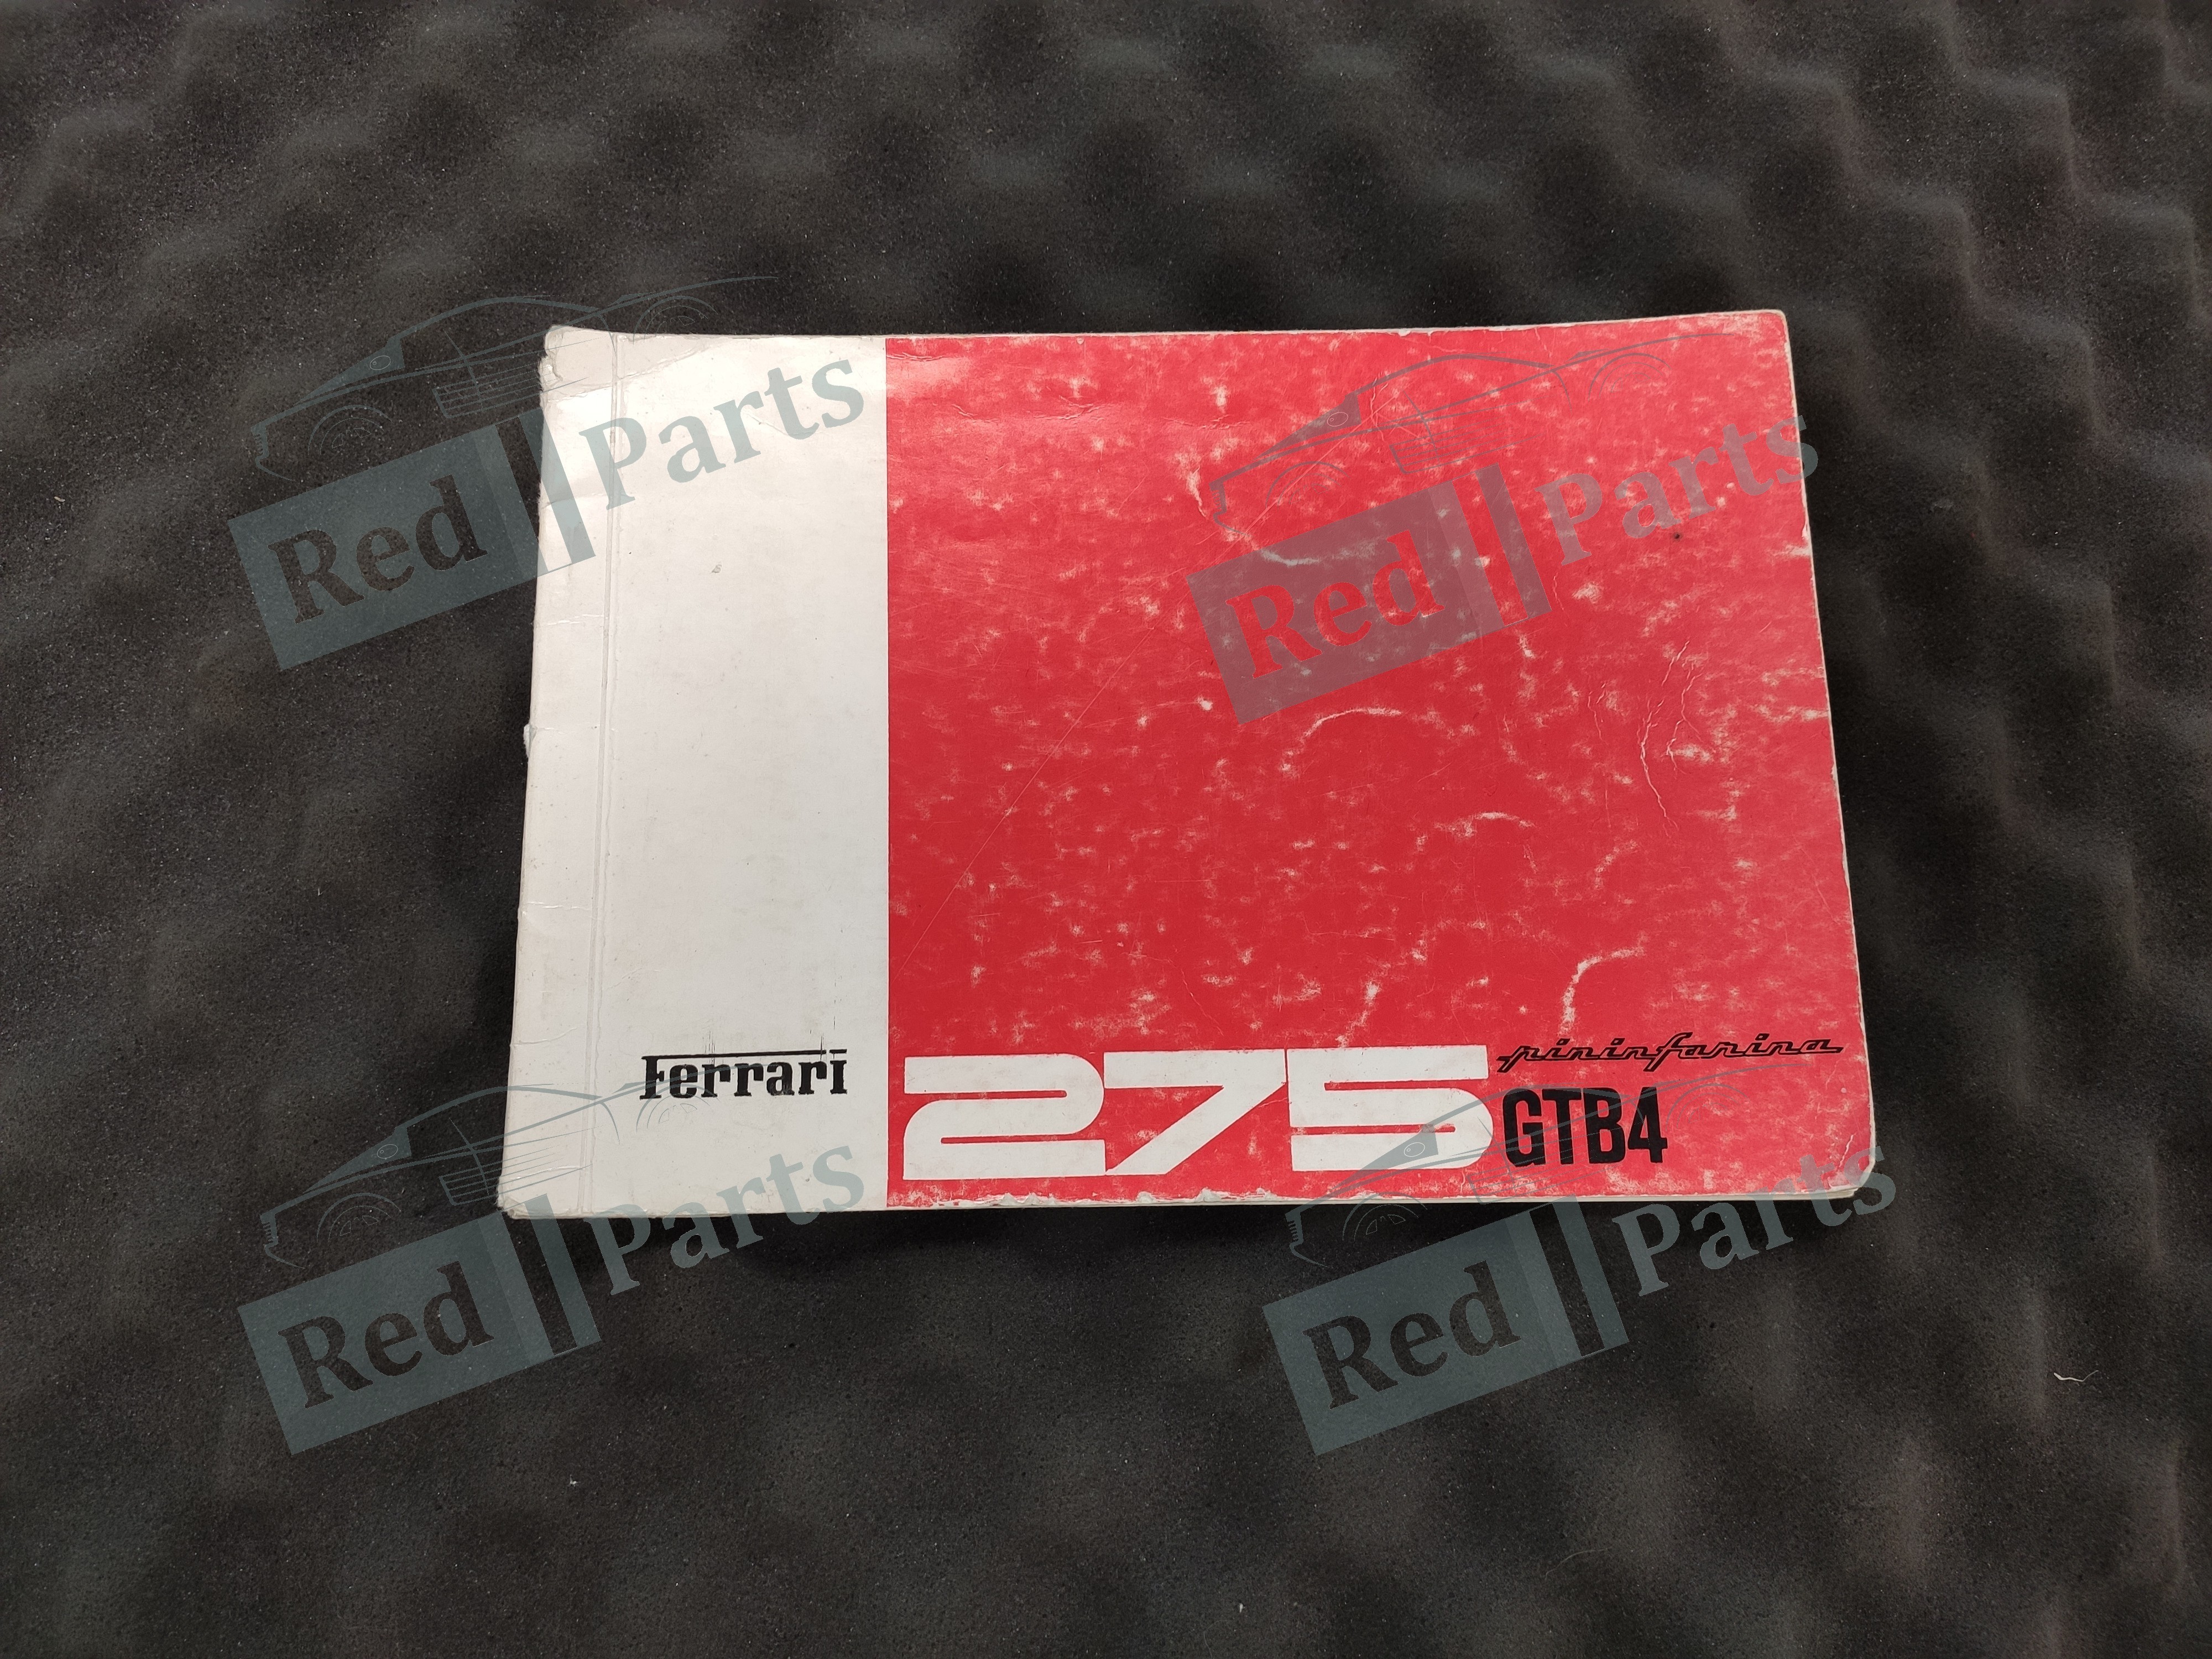 Red Parts
Red Parts
Ferrari
275
pininfarina
GTB4
Red Parts
Red Parts